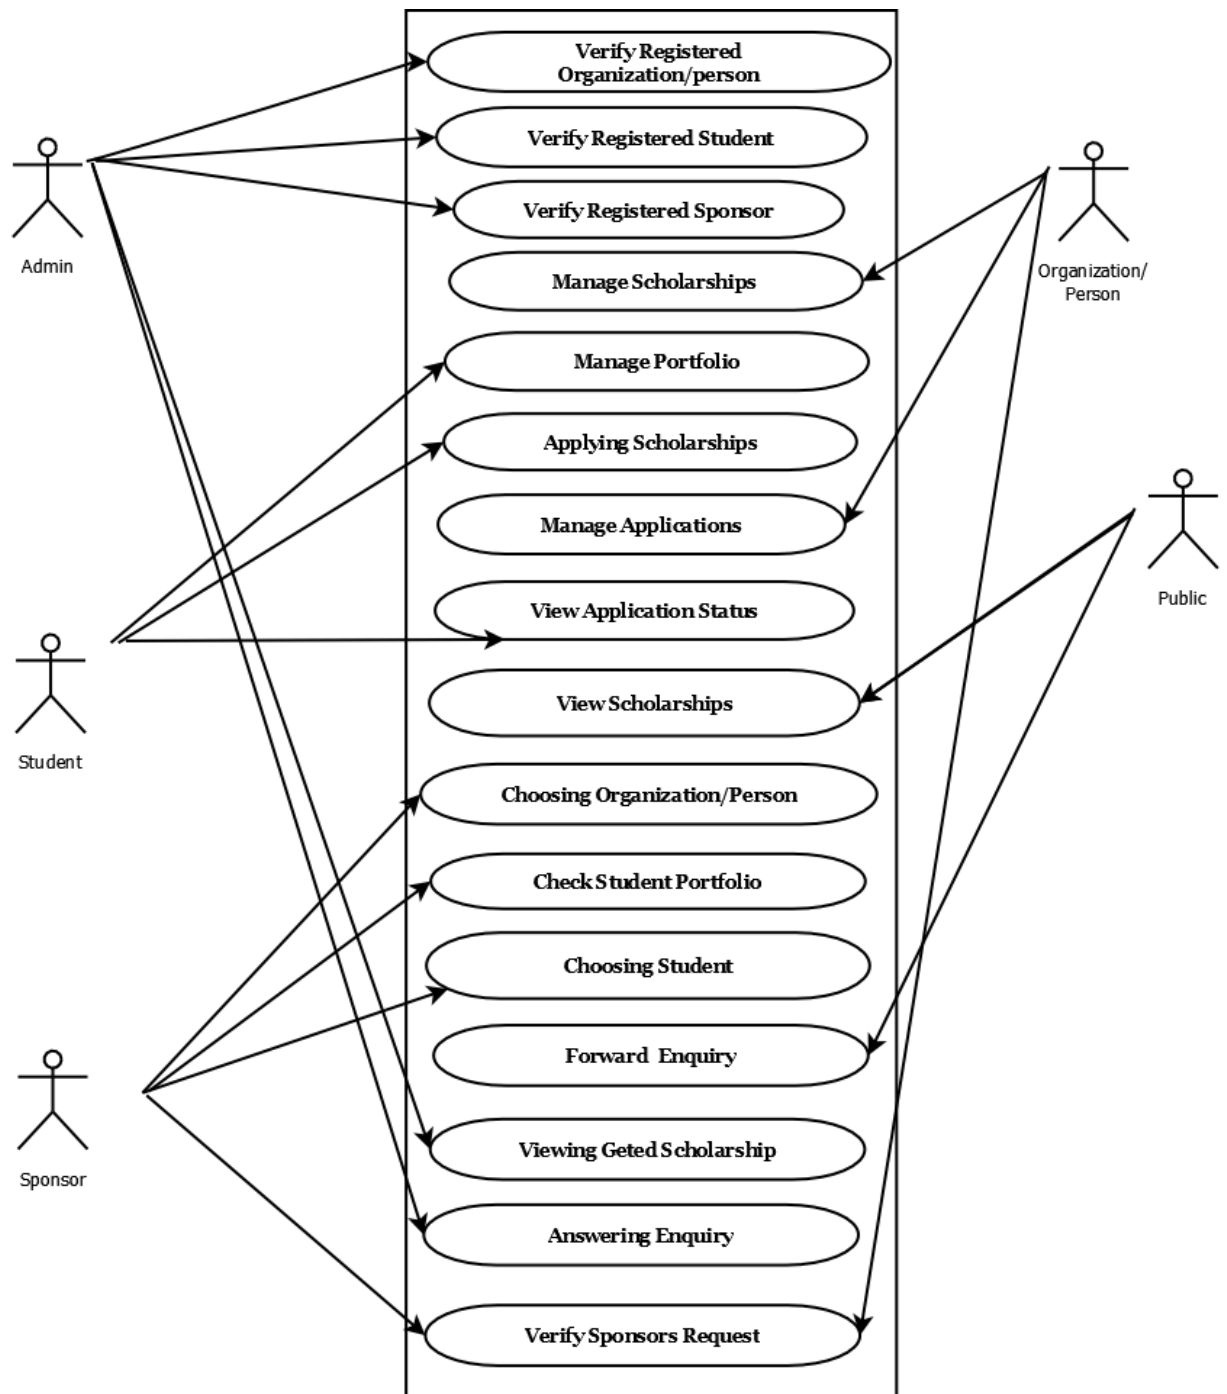 Verify Registered
Organization/person
Verify Registered Student
Verify Registered Sponsor
Admin
Manage Scholarships
Organization/
Person
Manage Portfolio
Applying Scholarships
Manage Applications
Public
View Application Status
View Scholarships
Student
Choosing Organization/Person
Check Student Portfolio
Choosing Student
Forward Enquiry
Viewing Geted Scholarship
Sponsor
Answering Enquiry
Verify Sponsors Request